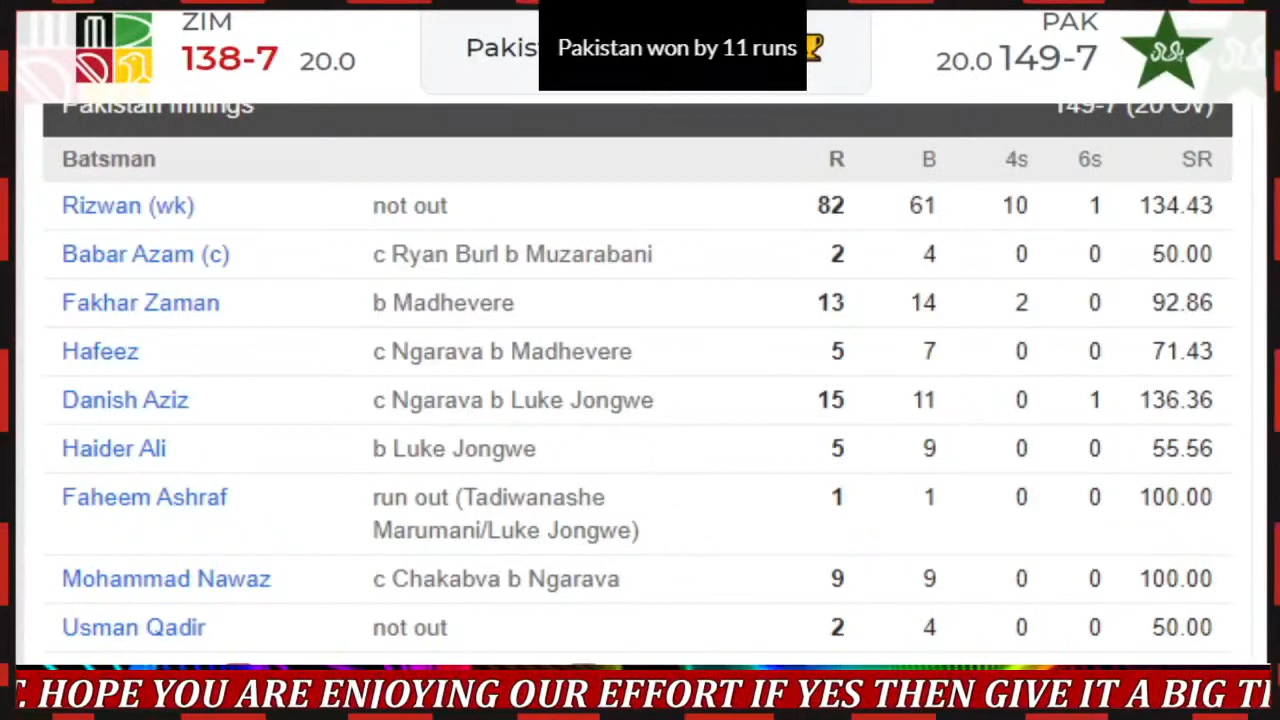 ZIM
138-7 20.0
Pakis
Pakistan won by 11 runs
PAK
20.0 149-7
Pakistan Innings 149-7 (20 Ov)
Batsman R B 4s 6s SR
Rizwan (wk) not out 82 61 10 1 134.43
Babar Azam (c) c Ryan Burl b Muzarabani 2 4 0 0 50.00
Fakhar Zaman b Madhevere 13 14 2 0 92.86
Hafeez c Ngarava b Madhevere 5 7 0 0 71.43
Danish Aziz c Ngarava b Luke Jongwe 15 11 0 1 136.36
Haider Ali b Luke Jongwe 5 9 0 0 55.56
Faheem Ashraf run out (Tadiwanashe 1 1 0 0 100.00
Marumani/Luke Jongwe)
Mohammad Nawaz c Chakabva b Ngarava 9 9 0 0 100.00
Usman Qadir not out 2 4 0 0 50.00
HOPE YOU ARE ENJOYING OUR EFFORT IF YES THEN GIVE IT A BIG